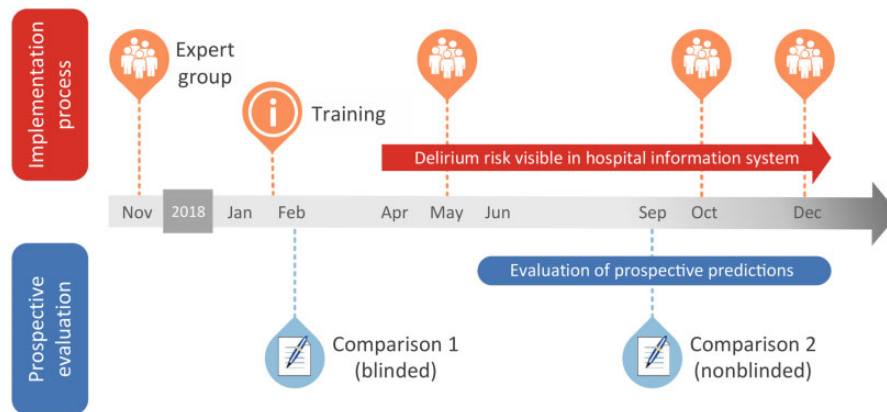 Implementation
process
Expert
group
Training
Delirium risk visible in hospital information system
Nov 2018 Jan Feb Apr May Jun Sep Oct Dec
Prospective
evaluation
Evaluation of prospective predictions
Comparison 1
(blinded)
Comparison 2
(nonblinded)